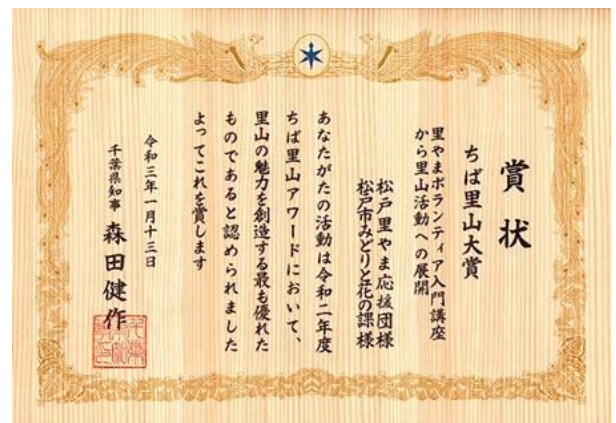 賞状
ちば里山大賞
里やまボランティア入門講座
から里山活動への展開
松戸里やま応援団様
松戸市みどりと花の課様
あなたがたの活動は令和二年度
ちば里山アワードにおいて、
里山の魅力を創造する最も優れた
ものであると認められました
よってこれを賞します
令和三年一月十三日
千葉県知事 森田健作